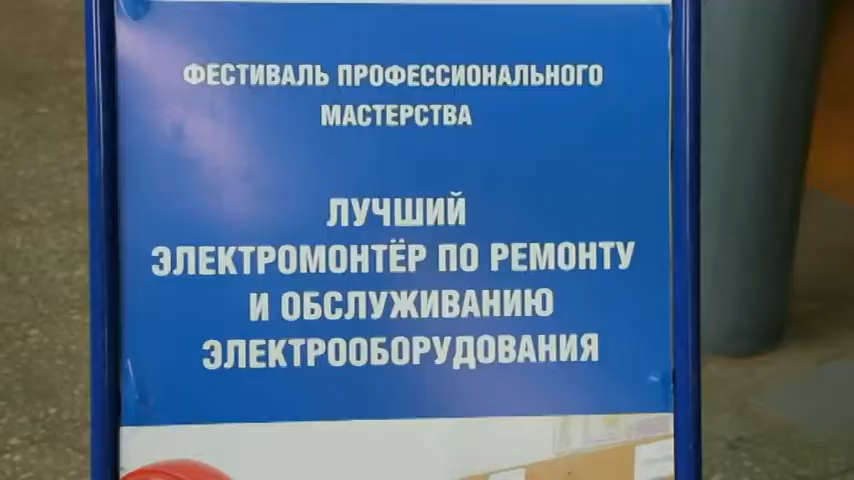 ФЕСТИВАЛЬ ПРОФЕССИОНАЛЬНОГО
МАСТЕРСТВА
ЛУЧШИЙ
ЭЛЕКТРОМОНТЁР ПО РЕМОНТУ
И ОБСЛУЖИВАНИЮ
ЭЛЕКТРООБОРУДОВАНИЯ